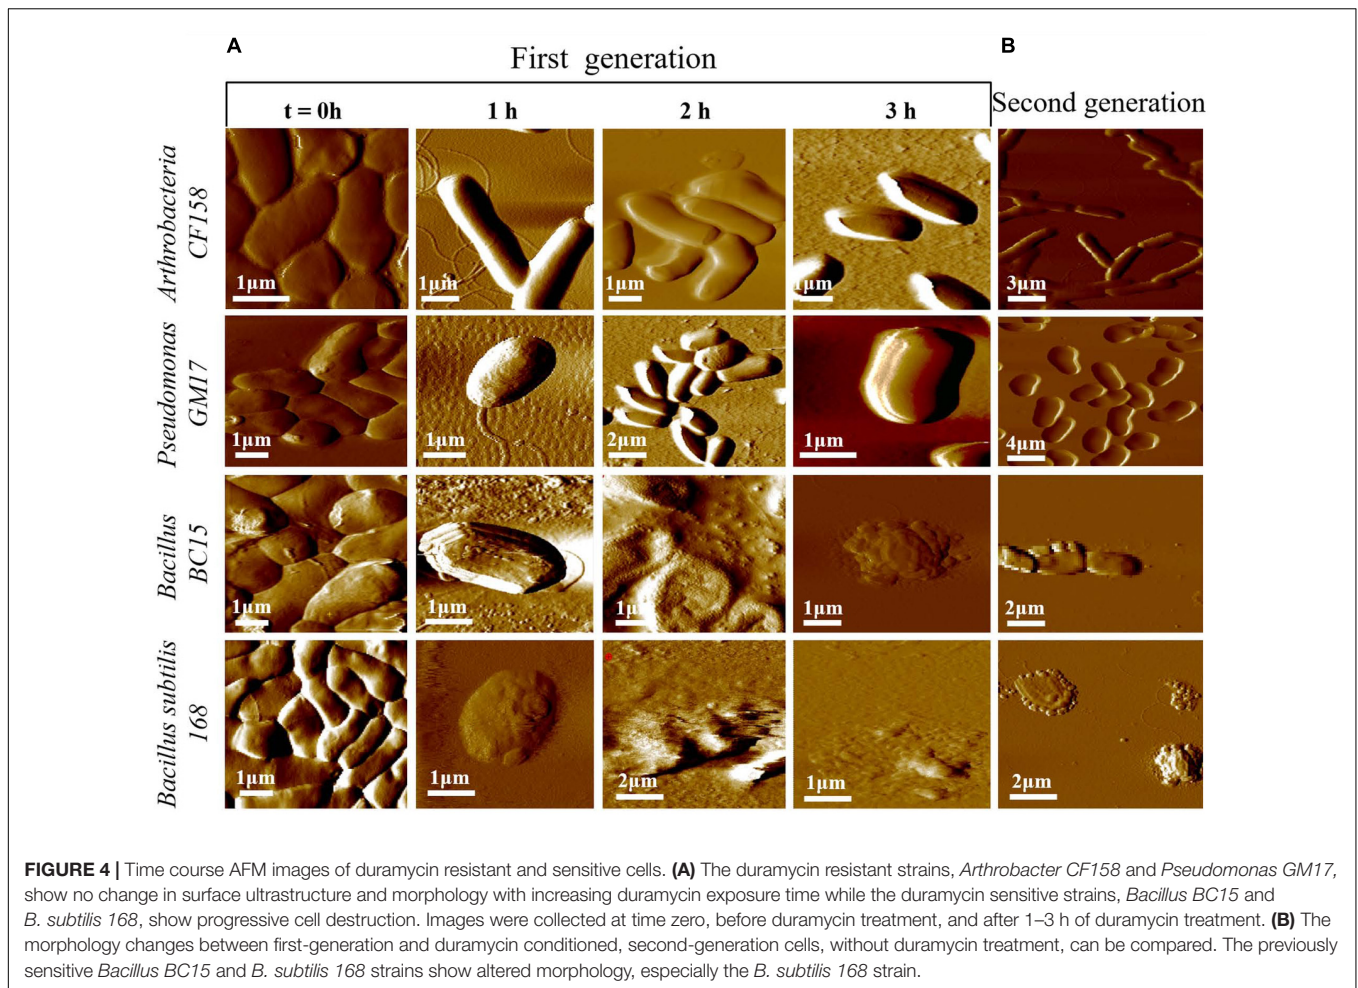 A
B
First generation
t = 0h
1 h
2 h
3 h
Second generation
Arthrobacteria
CF158
1µm
1µm
1µm
1µm
3µm
Pseudomonas
GM17
1µm
1µm
2µm
1µm
4µm
Bacillus
BC15
1µm
1µm
1µm
1µm
2µm
Bacillus subtilis
168
1µm
1µm
2µm
1µm
2µm
FIGURE 4 | Time course AFM images of duramycin resistant and sensitive cells. (A) The duramycin resistant strains, Arthrobacter CF158 and Pseudomonas GM17,
show no change in surface ultrastructure and morphology with increasing duramycin exposure time while the duramycin sensitive strains, Bacillus BC15 and
B. subtilis 168, show progressive cell destruction. Images were collected at time zero, before duramycin treatment, and after 1–3 h of duramycin treatment. (B) The
morphology changes between first-generation and duramycin conditioned, second-generation cells, without duramycin treatment, can be compared. The previously
sensitive Bacillus BC15 and B. subtilis 168 strains show altered morphology, especially the B. subtilis 168 strain.